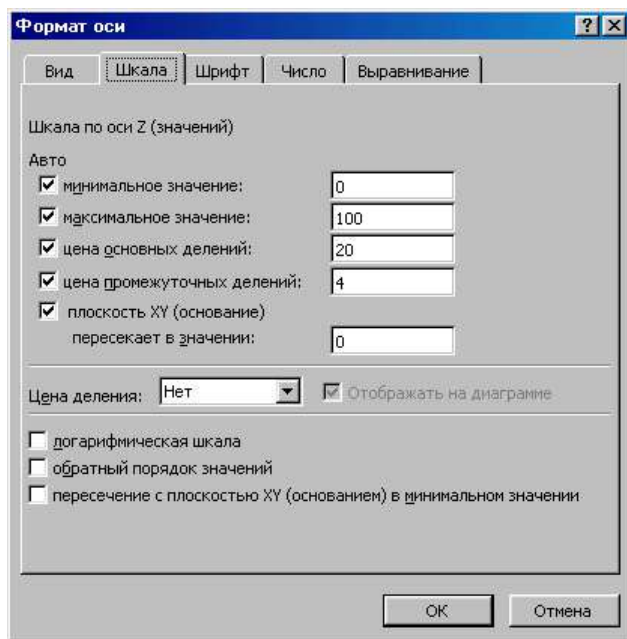 Формат оси
Вид Шкала Шрифт Число Выравнивание
Шкала по оси Z (значений)
Авто
минимальное значение: 0
максимальное значение: 100
цена основных делений: 20
цена промежуточных делений: 4
плоскость XY (основание)
пересекает в значении: 0
Цена деления: Нет Отображать на диаграмме
логарифмическая шкала
обратный порядок значений
пересечение с плоскостью XY (основанием) в минимальном значении
ОК Отмена